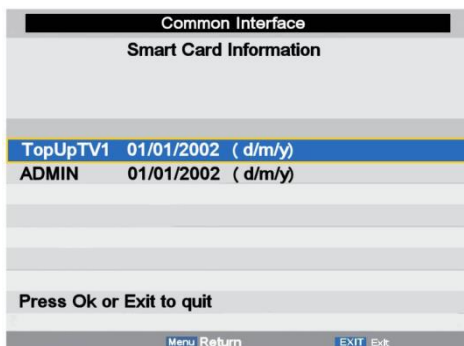 Common Interface
Smart Card Information
TopUpTV1 01/01/2002 ( d/m/y)
ADMIN 01/01/2002 ( d/m/y)
Press Ok or Exit to quit
Menu Return EXIT Exit